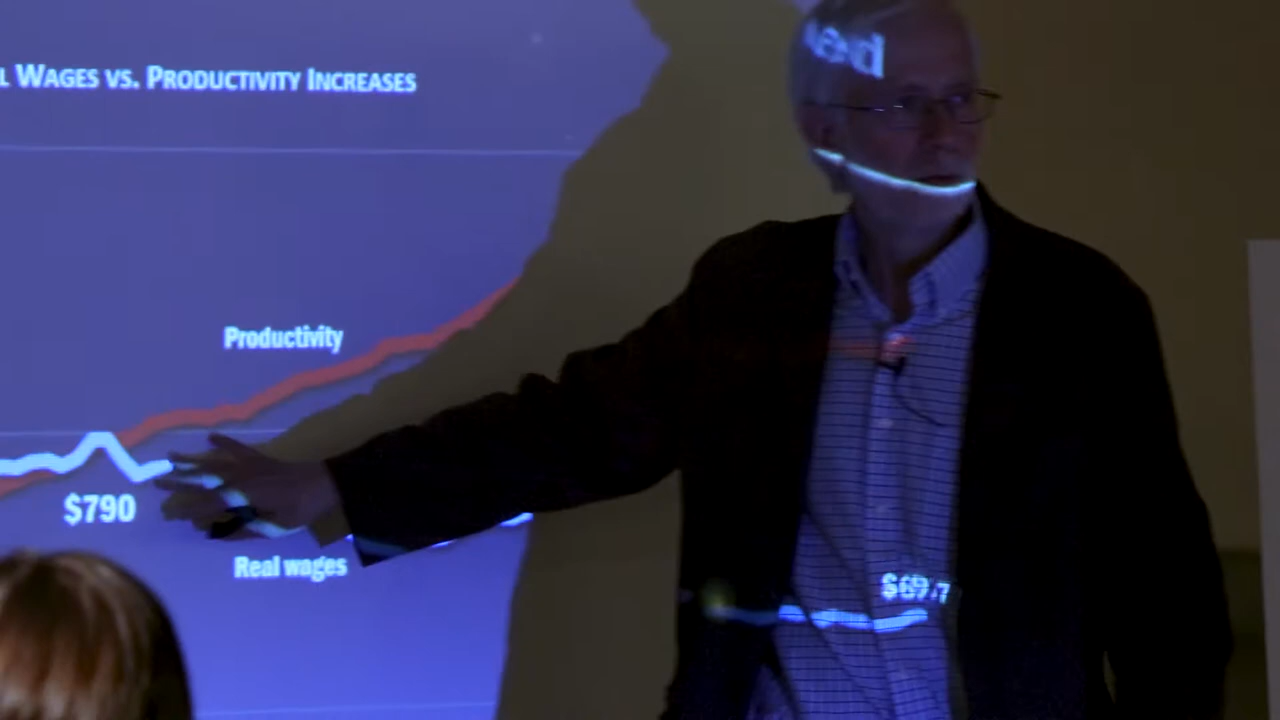 L WAGES VS. PRODUCTIVITY INCREASES
Productivity
$790
Real wages